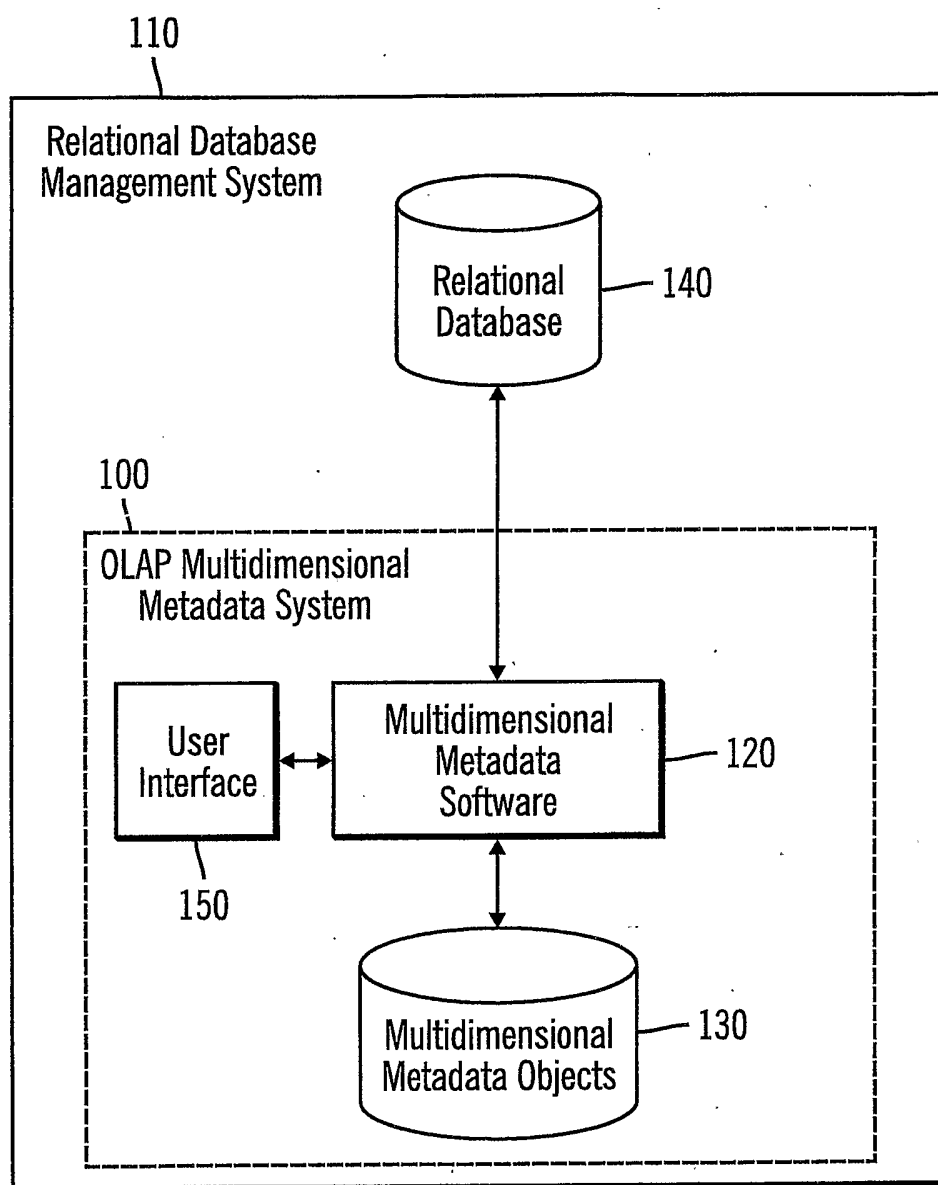 110
Relational Database
Management System
Relational
Database
140
100
OLAP Multidimensional
Metadata System
User
Interface
Multidimensional
Metadata
Software
120
150
Multidimensional
Metadata Objects
130